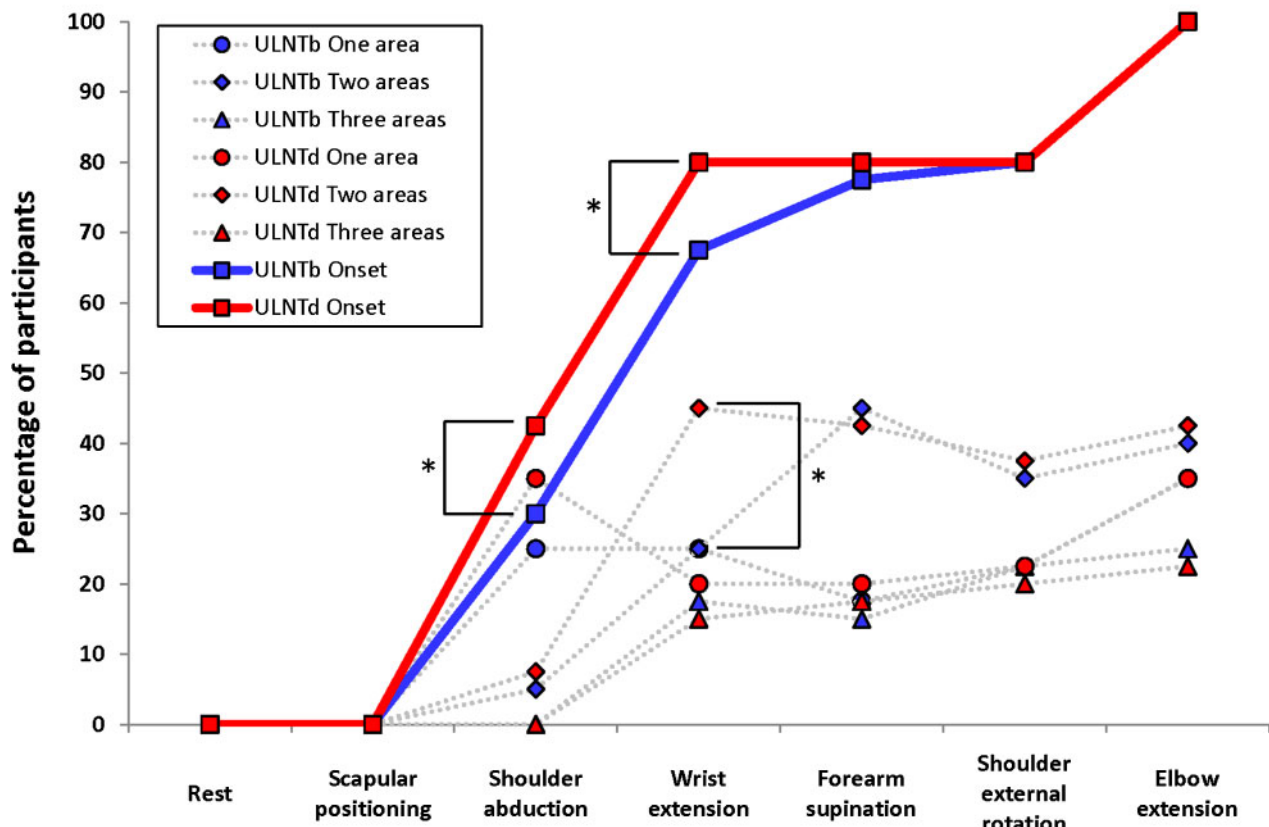 100
90
80
70
60
50
40
30
20
10
0
Percentage of participants
ULNTb One area
ULNTb Two areas
ULNTb Three areas
ULNTd One area
ULNTd Two areas
ULNTd Three areas
ULNTb Onset
ULNTd Onset
*
*
*
Rest
Scapular
positioning
Shoulder
abduction
Wrist
extension
Forearm
supination
Shoulder
external
rotation
Elbow
extension